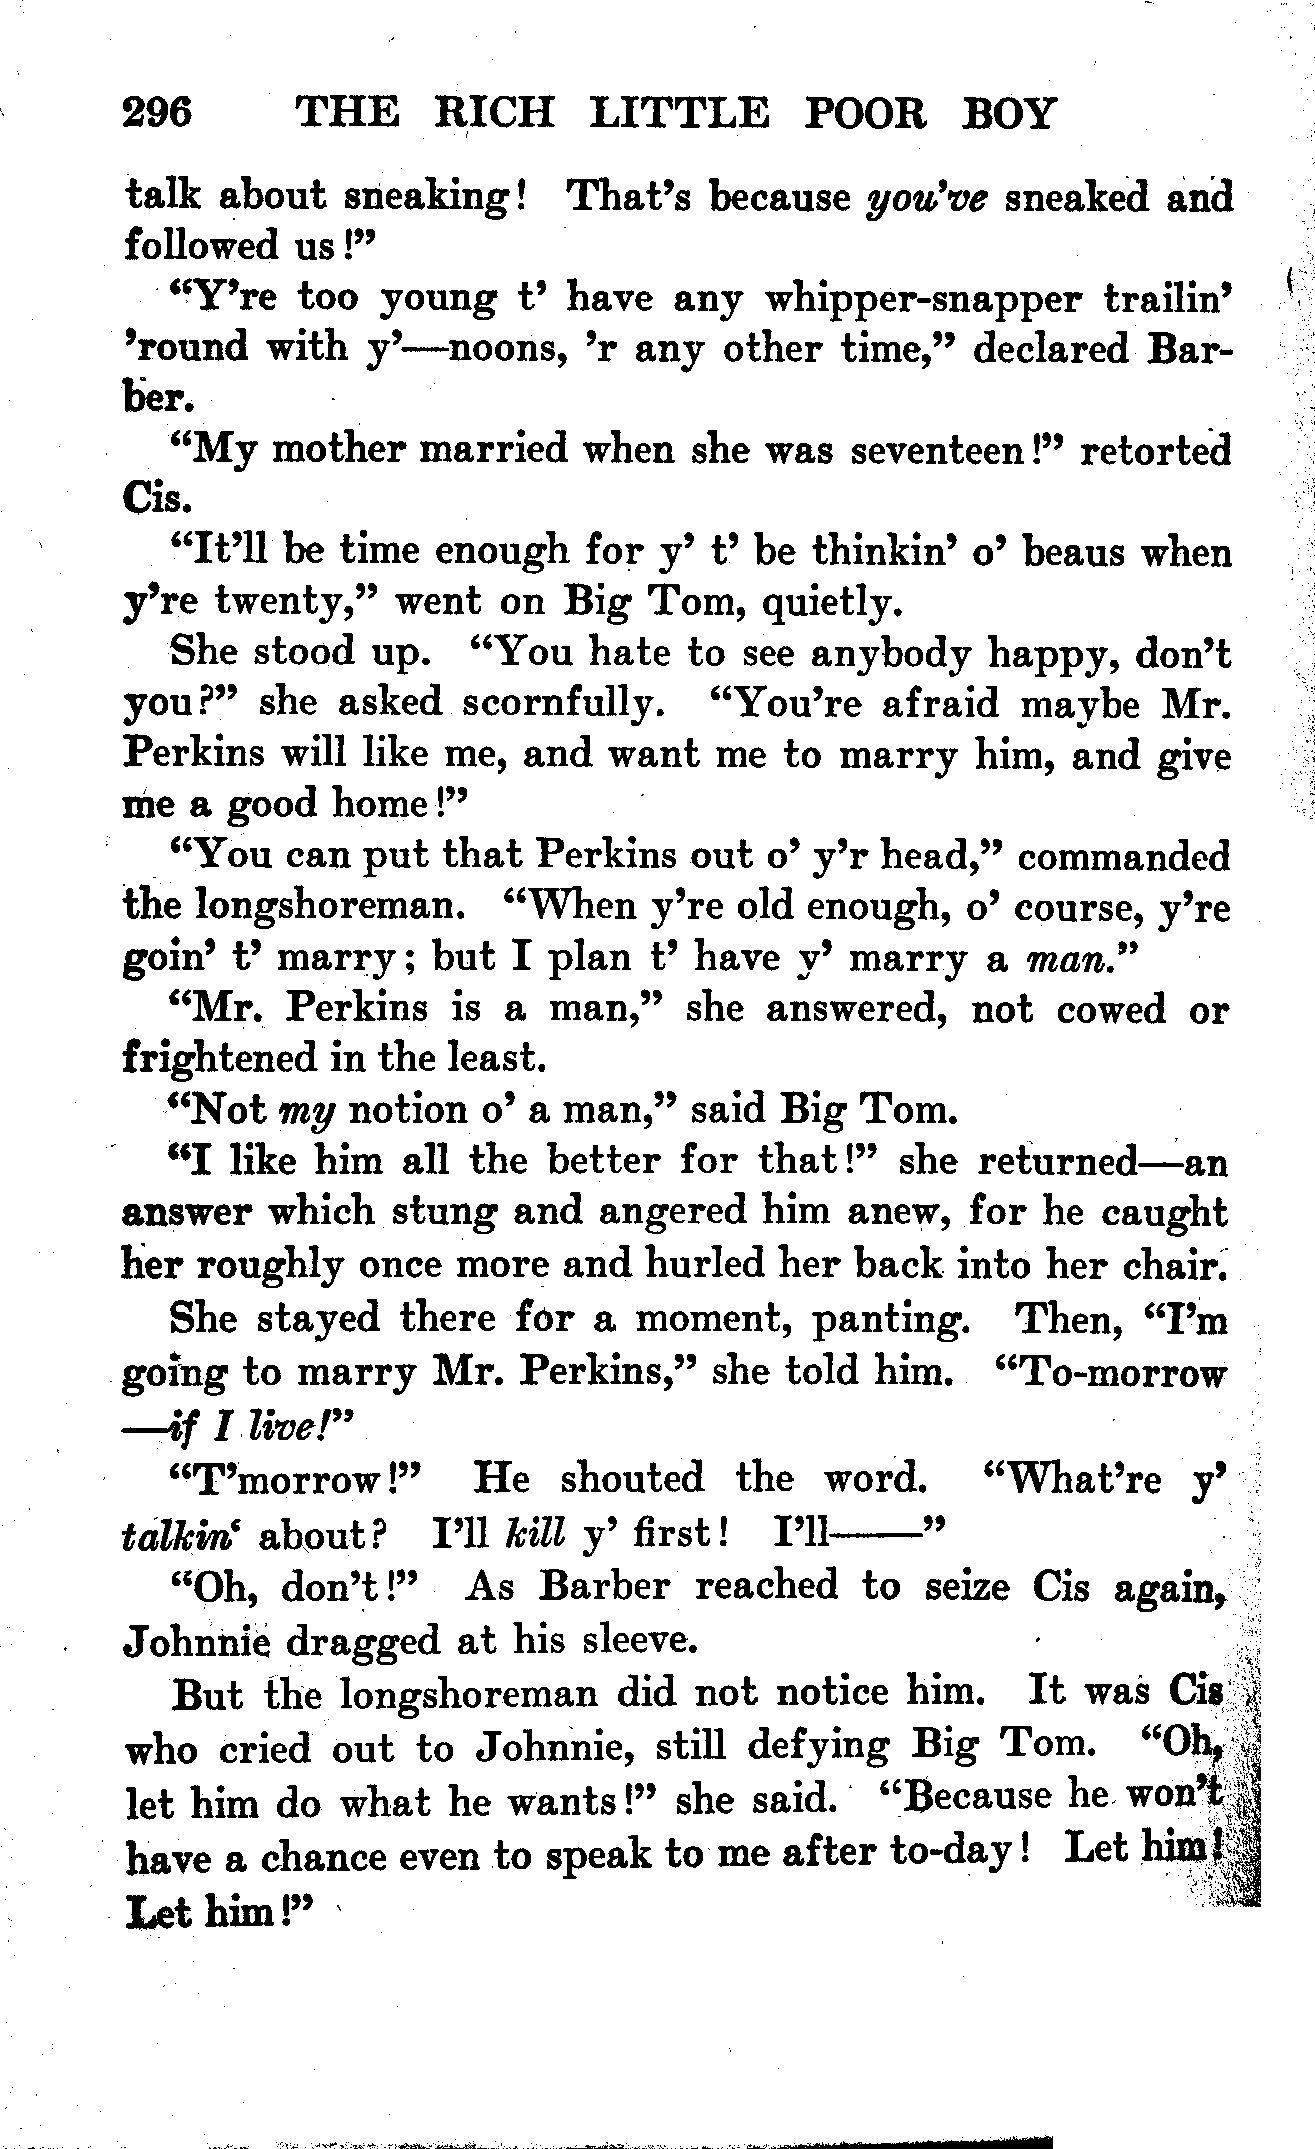 296 THE RICH LITTLE POOR BOY
talk about sneaking! That's because you've sneaked and
followed us!"
"Y're too young t' have any whipper-snapper trailin'
'round with y'—noons, 'r any other time," declared Bar-
ber.
"My mother married when she was seventeen!" retorted
Cis.
"It'll be time enough for y' t' be thinkin' o' beaus when
y're twenty," went on Big Tom, quietly.
She stood up. "You hate to see anybody happy, don't
you?" she asked scornfully. "You're afraid maybe Mr.
Perkins will like me, and want me to marry him, and give
me a good home!"
"You can put that Perkins out o' y'r head," commanded
the longshoreman. "When y're old enough, o' course, y're
goin' t' marry; but I plan t' have y' marry a man."
"Mr. Perkins is a man," she answered, not cowed or
frightened in the least.
"Not my notion o' a man," said Big Tom.
"I like him all the better for that!" she returned—an
answer which stung and angered him anew, for he caught
her roughly once more and hurled her back into her chair.
She stayed there for a moment, panting. Then, "I'm
going to marry Mr. Perkins," she told him. "To-morrow
—if I live!"
"T'morrow!" He shouted the word. "What're y'
talkin‘ about? I'll kill y' first! I'll——"
"Oh, don't!" As Barber reached to seize Cis again,
Johnnie dragged at his sleeve.
But the longshoreman did not notice him. It was Cis
who cried out to Johnnie, still defying Big Tom. "Oh,
let him do what he wants!" she said. "Because he won't
have a chance even to speak to me after to-day! Let him!
Let him!"